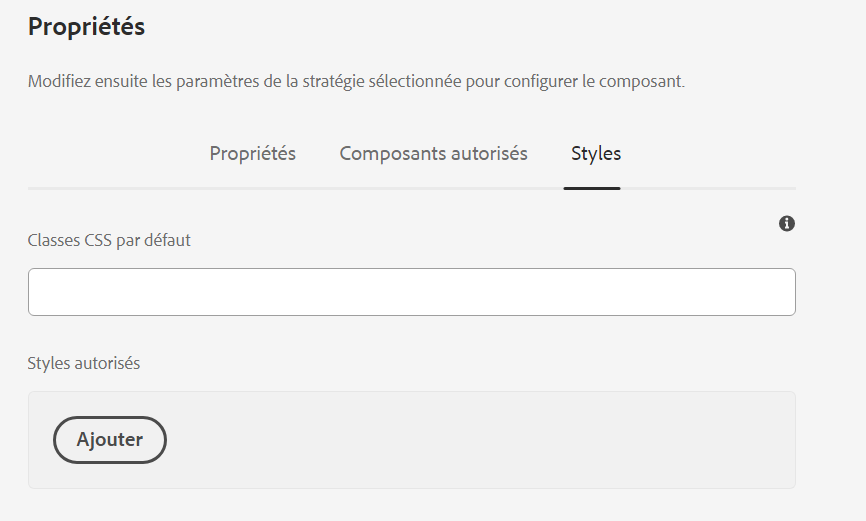 Propriétés
Modifiez ensuite les paramètres de la stratégie sélectionnée pour configurer le composant.
Propriétés Composants autorisés Styles
Classes CSS par défaut
Styles autorisés
Ajouter